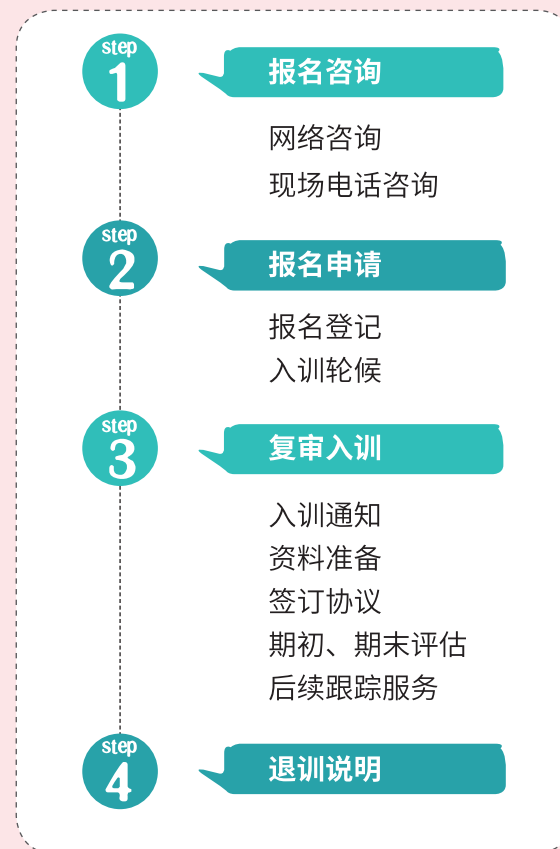 step
1
报名咨询
网络咨询
现场电话咨询
step
2
报名申请
报名登记
入训轮候
step
3
复审入训
入训通知
资料准备
签订协议
期初、期末评估
后续跟踪服务
step
4
退训说明